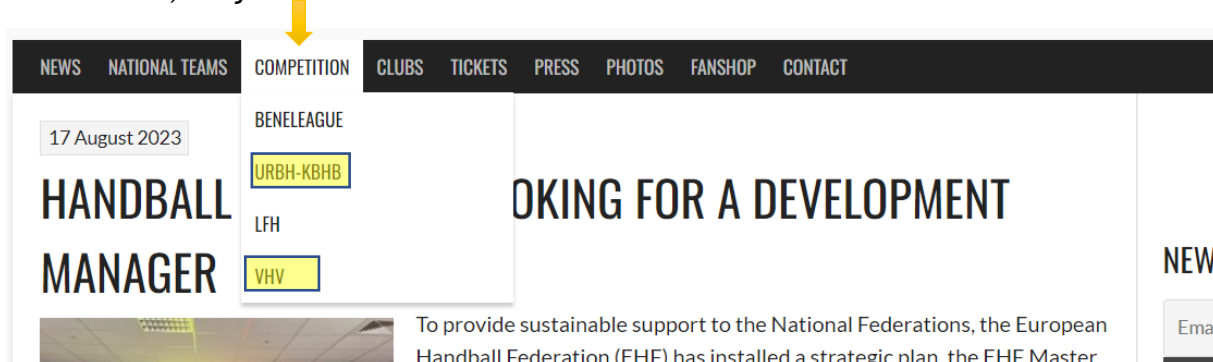 NEWS NATIONAL TEAMS COMPETITION CLUBS TICKETS PRESS PHOTOS FANSHOP CONTACT
BENELEAGUE
URBH-KBHB
LFH
VHV
17 August 2023
HANDBALL OKING FOR A DEVELOPMENT
MANAGER
To provide sustainable support to the National Federations, the European
Handball Federation (EHF) has installed a strategic plan, the EHF Master
NEW
Ema